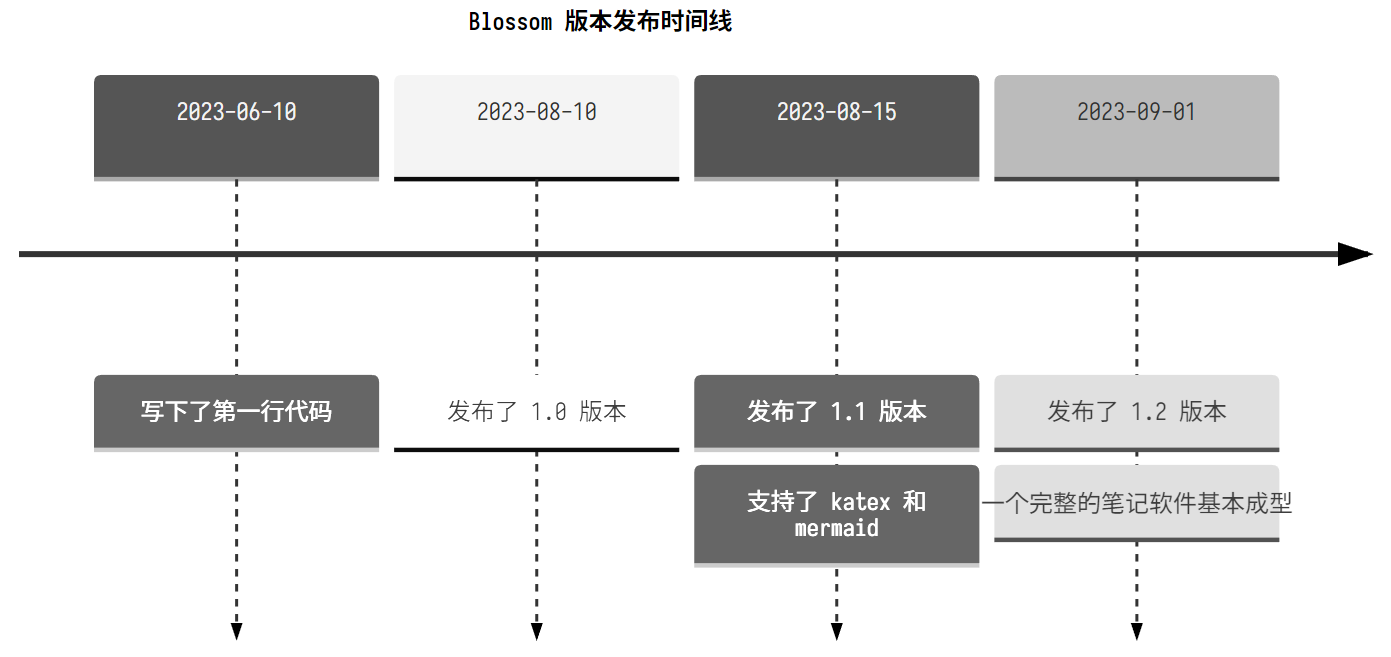 Blossom 版本发布时间线
2023-06-10
2023-08-10
2023-08-15
2023-09-01
写下了第一行代码
发布了 1.0 版本
发布了 1.1 版本
发布了 1.2 版本
支持了 katex 和
mermaid
一个完整的笔记软件基本成型